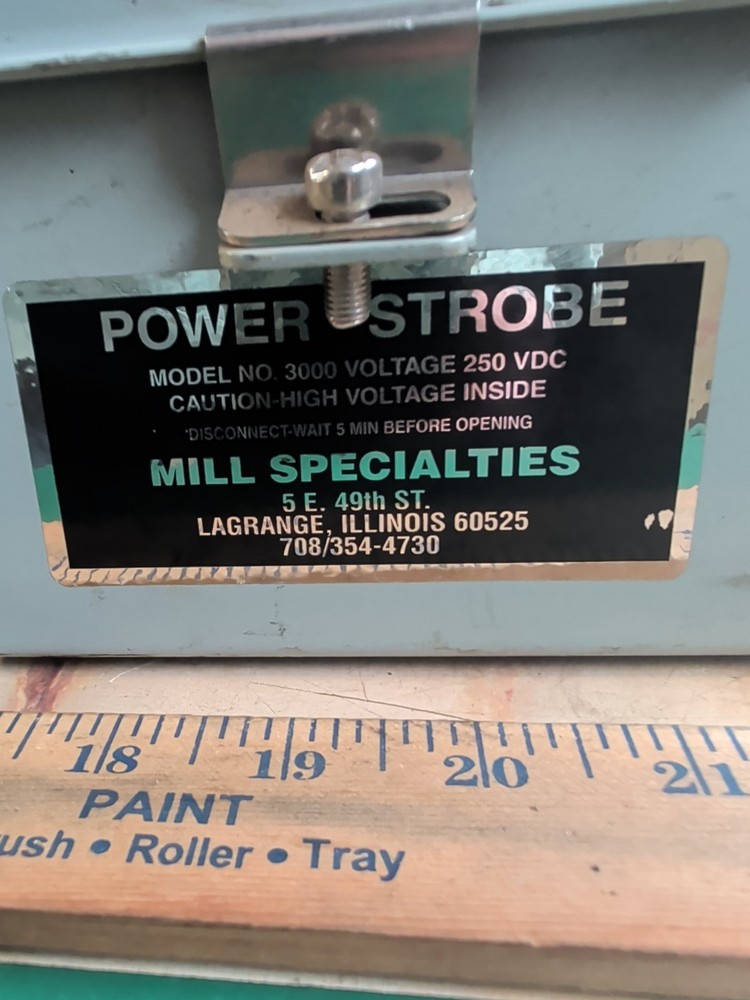 POWER STROBE
MODEL NO. 3000 VOLTAGE 250 VDC
CAUTION-HIGH VOLTAGE INSIDE
DISCONNECT-WAIT 5 MIN BEFORE OPENING
MILL SPECIALTIES
5 E. 49th ST.
LAGRANGE, ILLINOIS 60525
708/354-4730
18 19 20 21
PAINT
ush • Roller • Tray